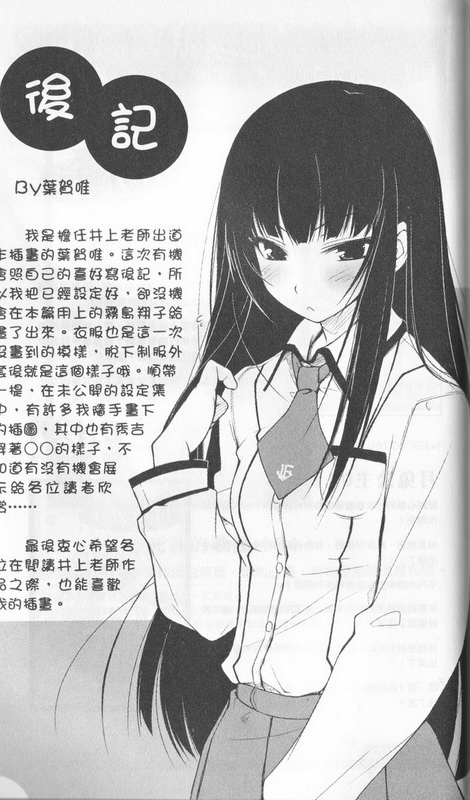 後記
By葉賀唯
我是擔任井上老師出道
作插畫的葉賀唯。這次有機
會照自己的喜好寫後記，所
以我把已經設定好，卻沒機
會在本篇用上的霧島翔子給
畫了出來。衣服也是這一次
沒畫到的模樣，脫下制服外
套後就是這個樣子哦。順帶
一提，在未公開的設定集
中，有許多我隨手畫下
的插圖，其中也有秀吉
穿著〇〇的樣子，不
知道有沒有機會展
示給各位讀者欣
賞……
最後衷心希望各
位在閱讀井上老師作
品之際，也能喜歡
我的插畫。